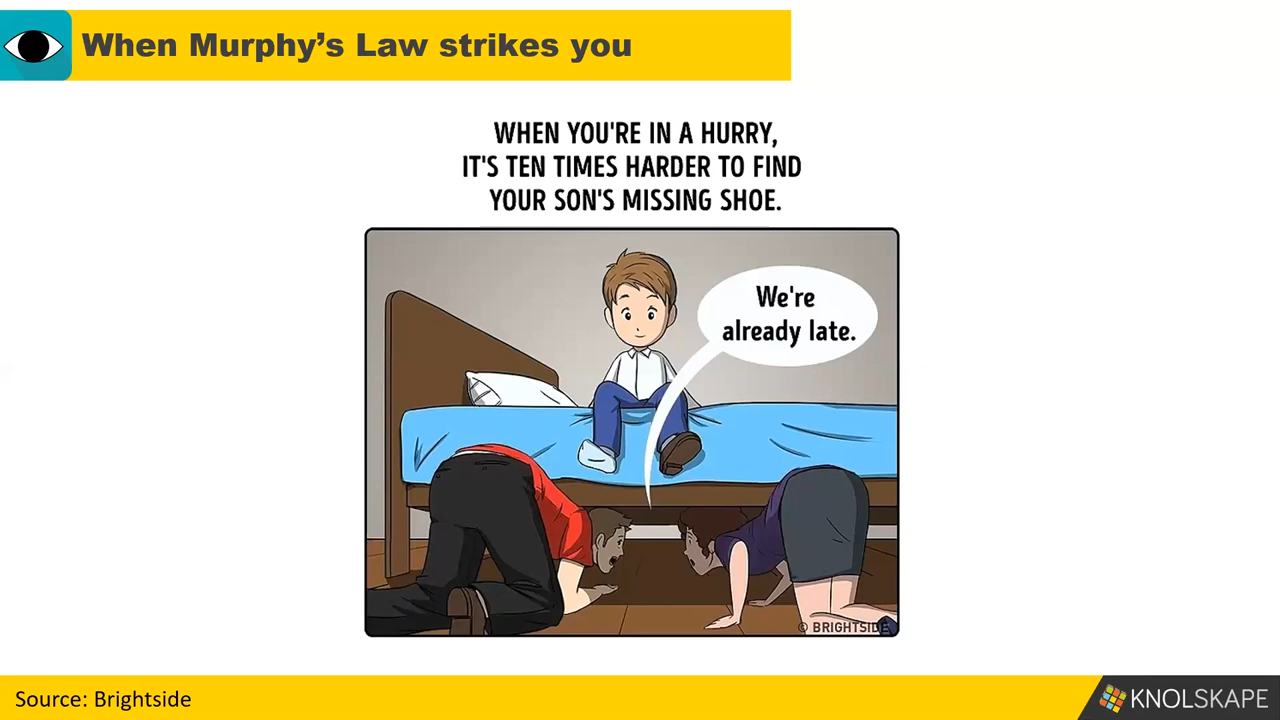 When Murphy’s Law strikes you
WHEN YOU'RE IN A HURRY,
IT'S TEN TIMES HARDER TO FIND
YOUR SON'S MISSING SHOE.
We're
already late.
© BRIGHTSIDE
Source: Brightside
KNOLSKAPE